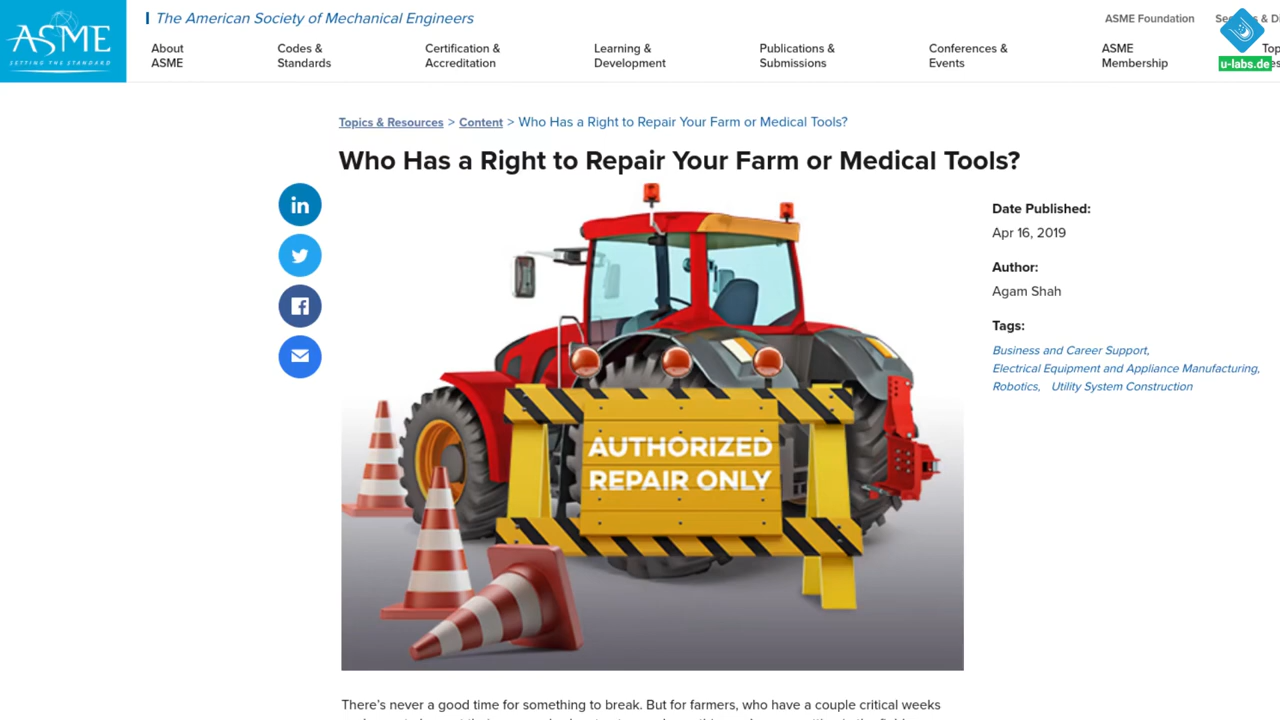 ASME
SETTING THE STANDARD
The American Society of Mechanical Engineers
ASME Foundation
u-labs.de
About
ASME
Codes &
Standards
Certification &
Accreditation
Learning &
Development
Publications &
Submissions
Conferences &
Events
ASME
Membership
Topics & Resources > Content > Who Has a Right to Repair Your Farm or Medical Tools?
Who Has a Right to Repair Your Farm or Medical Tools?
in
Date Published:
Apr 16, 2019
Author:
Agam Shah
Tags:
Business and Career Support,
Electrical Equipment and Appliance Manufacturing,
Robotics, Utility System Construction
AUTHORIZED
REPAIR ONLY
There's never a good time for something to break. But for farmers, who have a couple critical weeks